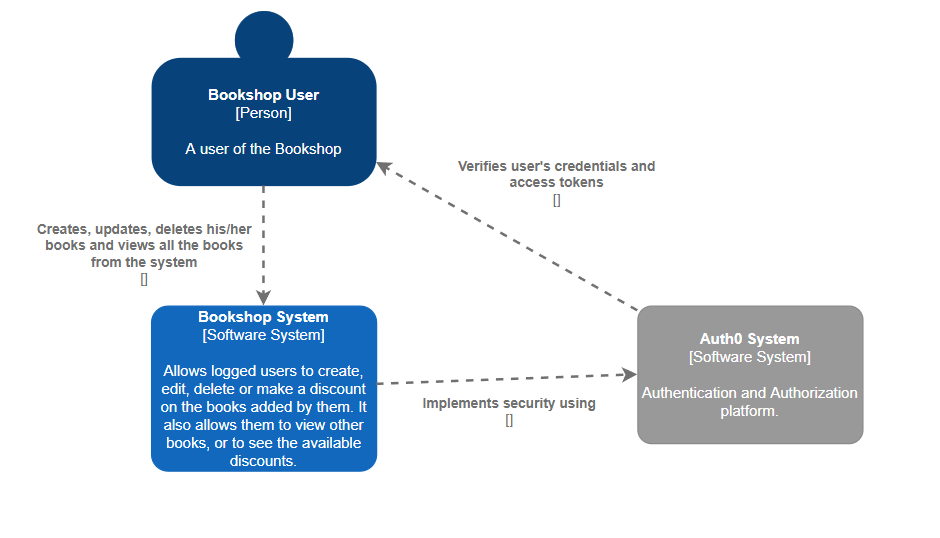 Bookshop User
[Person]
A user of the Bookshop
Verifies user's credentials and
access tokens
[]
Creates, updates, deletes his/her
books and views all the books
from the system
[]
Bookshop System
[Software System]
Allows logged users to create,
edit, delete or make a discount
on the books added by them. It
also allows them to view other
books, or to see the available
discounts.
Implements security using
[]
Auth0 System
[Software System]
Authentication and Authorization
platform.